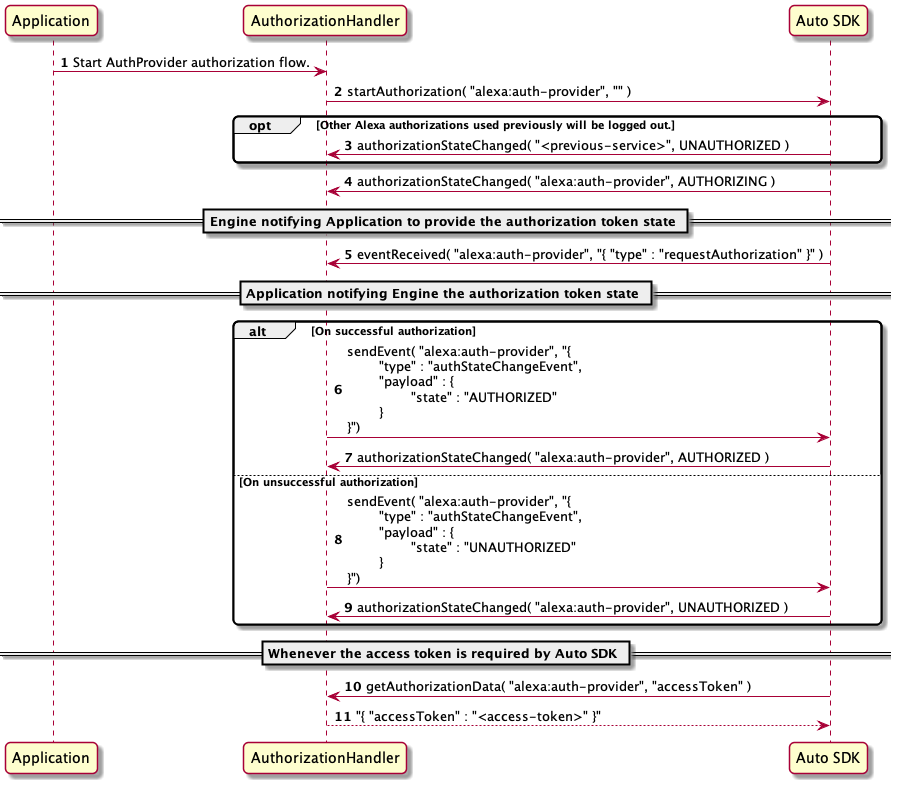 Application AuthorizationHandler Auto SDK
1 Start AuthProvider authorization flow.
2 startAuthorization( "alexa:auth-provider", "" )
opt [Other Alexa authorizations used previously will be logged out.]
3 authorizationStateChanged( "<previous-service>", UNAUTHORIZED )
4 authorizationStateChanged( "alexa:auth-provider", AUTHORIZING )
Engine notifying Application to provide the authorization token state
5 eventReceived( "alexa:auth-provider", "{ "type" : "requestAuthorization" }" )
Application notifying Engine the authorization token state
alt [On successful authorization]
sendEvent( "alexa:auth-provider", "{
"type" : "authStateChangeEvent",
"payload" : {
6
"state" : "AUTHORIZED"
}
}")
7 authorizationStateChanged( "alexa:auth-provider", AUTHORIZED )
[On unsuccessful authorization]
sendEvent( "alexa:auth-provider", "{
"type" : "authStateChangeEvent",
"payload" : {
8
"state" : "UNAUTHORIZED"
}
}")
9 authorizationStateChanged( "alexa:auth-provider", UNAUTHORIZED )
Whenever the access token is required by Auto SDK
10 getAuthorizationData( "alexa:auth-provider", "accessToken" )
11 "{ "accessToken" : "<access-token>" }"
Application AuthorizationHandler Auto SDK